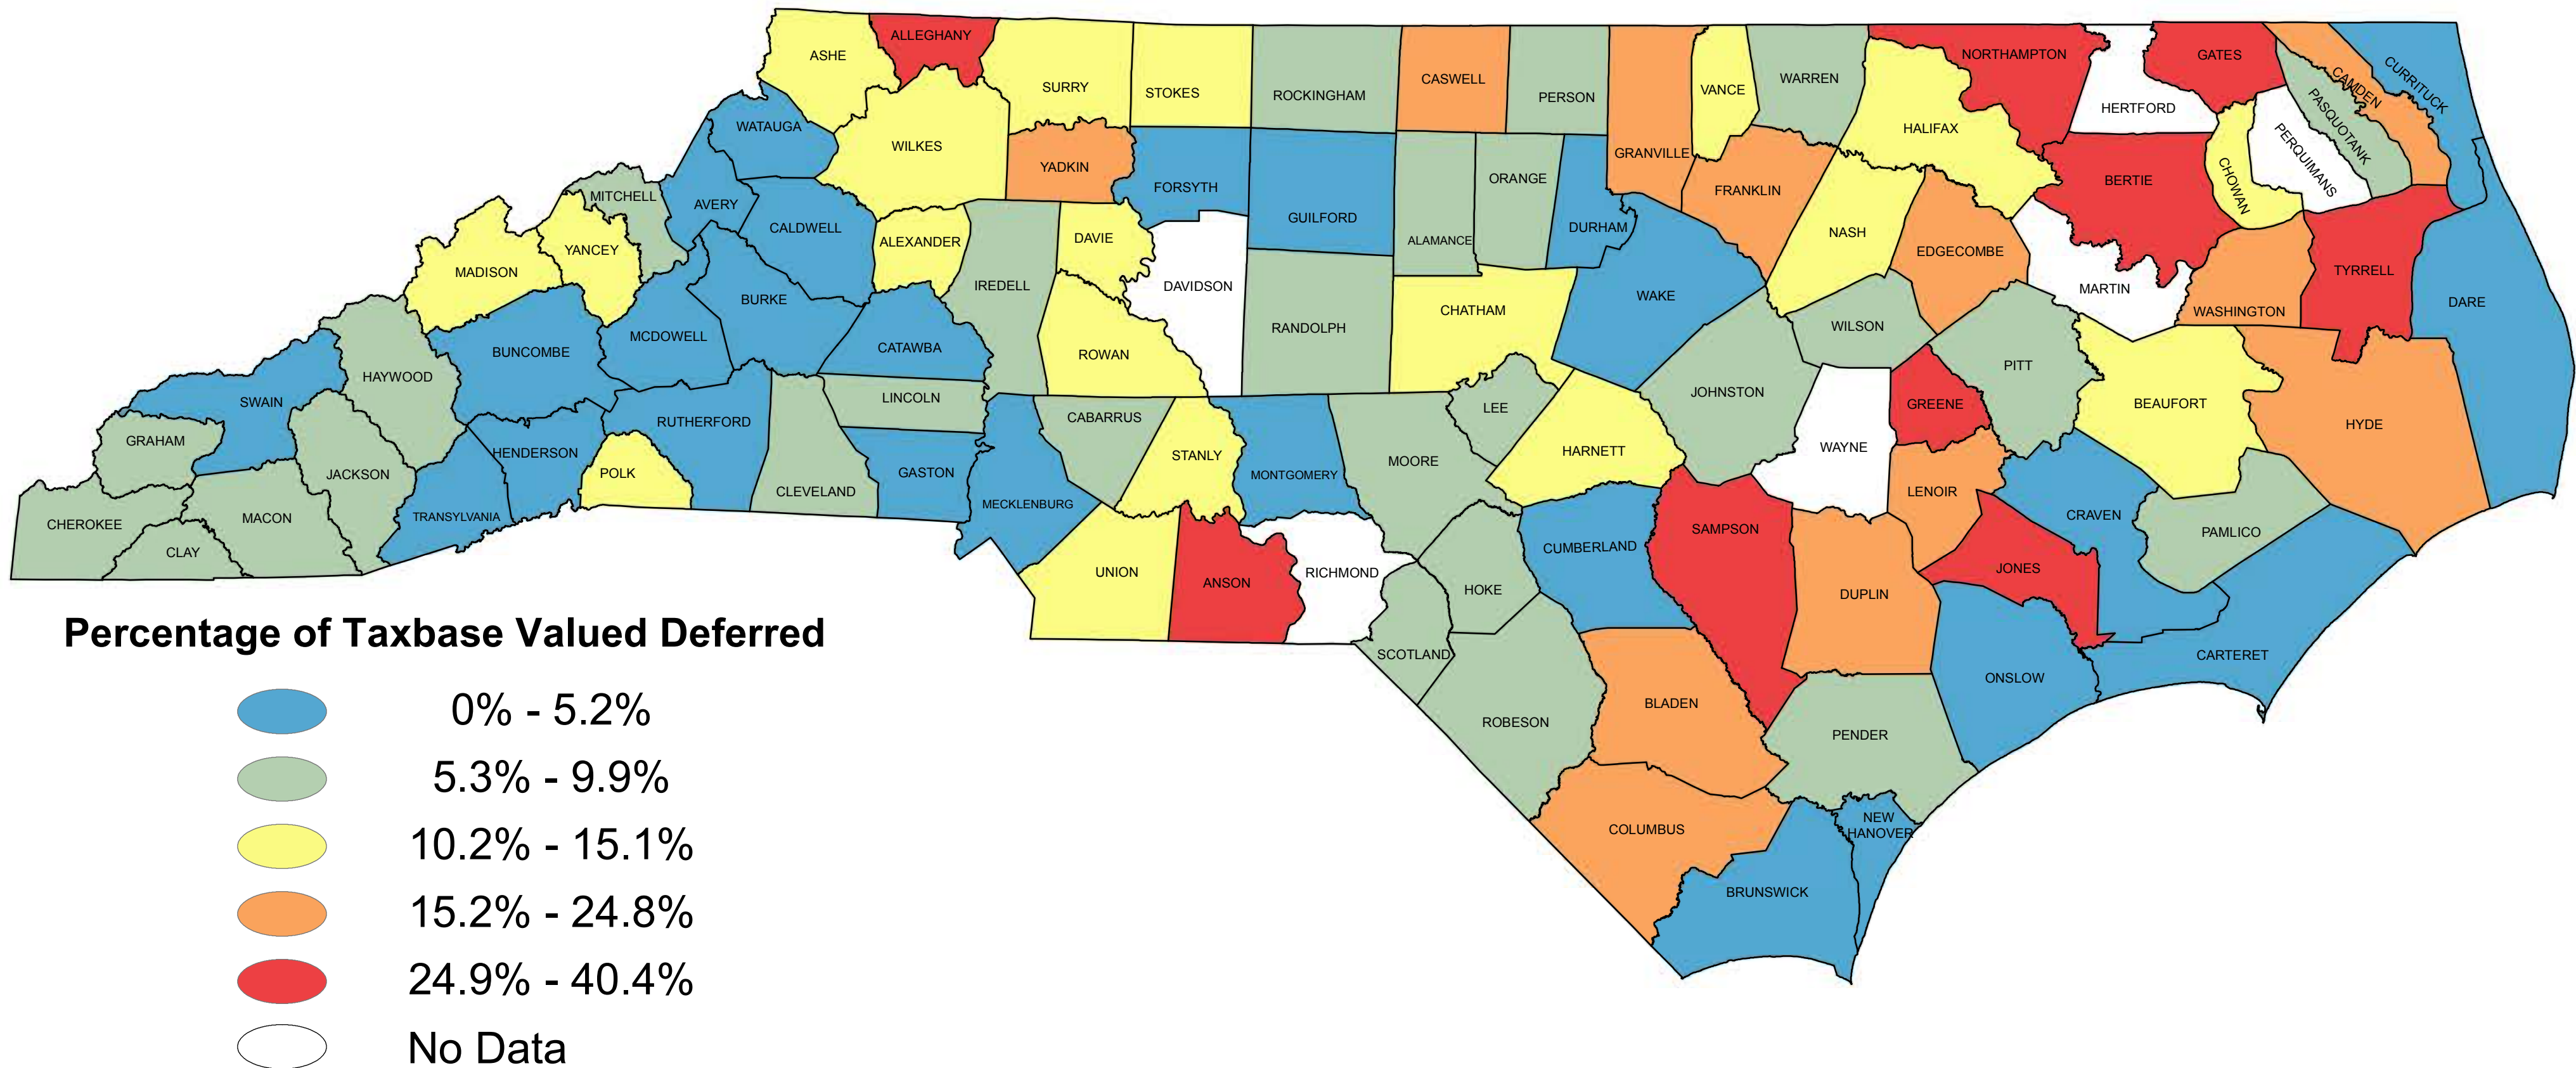 ALLEGHANY
ASHE
SURRY
STOKES
ROCKINGHAM
CASWELL
PERSON
GRANVILLE
VANCE
WARREN
NORTHAMPTON
HERTFORD
GATES
CAMDEN
CURRITUCK
PASQUOTANK
PERQUIMANS
CHOWAN
HALIFAX
BERTIE
WATAUGA
WILKES
YADKIN
FORSYTH
GUILFORD
ALAMANCE
ORANGE
DURHAM
FRANKLIN
NASH
EDGECOMBE
MARTIN
WASHINGTON
TYRRELL
DARE
MITCHELL
AVERY
CALDWELL
ALEXANDER
IREDELL
DAVIE
DAVIDSON
RANDOLPH
CHATHAM
WAKE
WILSON
PITT
BEAUFORT
HYDE
MADISON
YANCEY
BURKE
MCDOWELL
BUNCOMBE
CATAWBA
ROWAN
HAYWOOD
SWAIN
GRAHAM
JACKSON
HENDERSON
RUTHERFORD
POLK
CLEVELAND
LINCOLN
GASTON
MECKLENBURG
CABARRUS
STANLY
MONTGOMERY
MOORE
LEE
HARNETT
JOHNSTON
WAYNE
GREENE
LENOIR
CRAVEN
PAMLICO
CHEROKEE
CLAY
MACON
TRANSYLVANIA
UNION
ANSON
RICHMOND
HOKE
CUMBERLAND
SAMPSON
DUPLIN
JONES
SCOTLAND
ROBESON
BLADEN
ONSLOW
CARTERET
PENDER
COLUMBUS
NEW
HANOVER
BRUNSWICK
Percentage of Taxbase Valued Deferred
0% - 5.2%
5.3% - 9.9%
10.2% - 15.1%
15.2% - 24.8%
24.9% - 40.4%
No Data